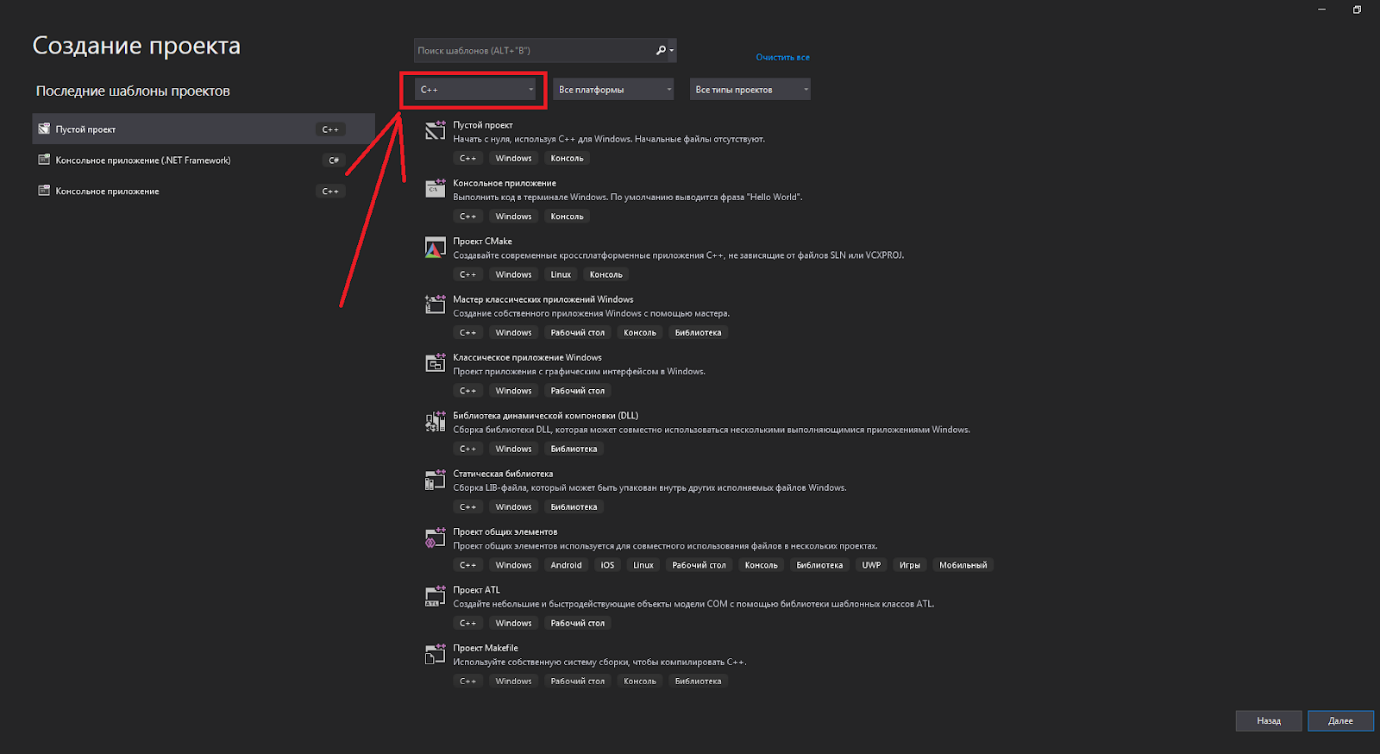 Создание проекта
Поиск шаблонов (ALT+"B")
Очистить все
C++
Все платформы
Все типы проектов
Последние шаблоны проектов
Пустой проект C++
Консольное приложение (.NET Framework) C#
Консольное приложение C++
Пустой проект
Начать с нуля, используя C++ для Windows. Начальные файлы отсутствуют.
C++ Windows Консоль
Консольное приложение
Выполнить код в терминале Windows. По умолчанию выводится фраза "Hello World".
C++ Windows Консоль
Проект CMake
Создавайте современные кроссплатформенные приложения C++, не зависящие от файлов SLN или VCXPROJ.
C++ Windows Linux Консоль
Мастер классических приложений Windows
Создание собственного приложения Windows с помощью мастера.
C++ Windows Рабочий стол Консоль Библиотека
Классическое приложение Windows
Проект приложения с графическим интерфейсом в Windows.
C++ Windows Рабочий стол
Библиотека динамической компоновки (DLL)
Сборка библиотеки DLL, которая может совместно использоваться несколькими выполняющимися приложениями Windows.
C++ Windows Библиотека
Статическая библиотека
Сборка LIB-файла, который может быть упакован внутрь других исполняемых файлов Windows.
C++ Windows Библиотека
Проект общих элементов
Проект общих элементов используется для совместного использования файлов в нескольких проектах.
C++ Windows Android iOS Linux Рабочий стол Консоль Библиотека UWP Игры Мобильный
Проект ATL
Создайте небольшие и быстродействующие объекты модели COM с помощью библиотеки шаблонных классов ATL.
C++ Windows Рабочий стол
Проект Makefile
Используйте собственную систему сборки, чтобы компилировать C++.
C++ Windows Рабочий стол Консоль Библиотека
Назад
Далее